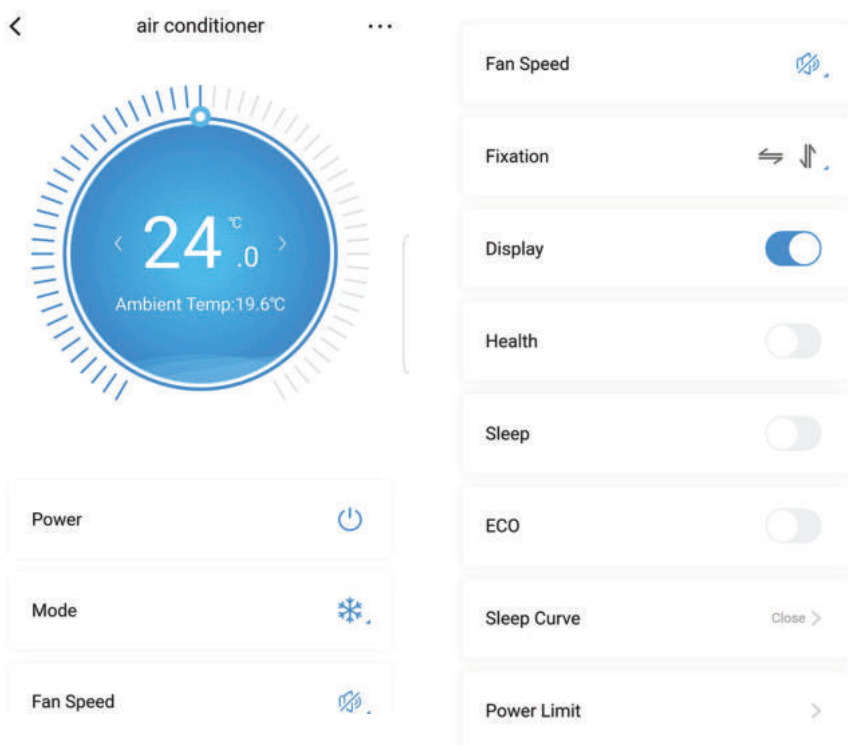 air conditioner
24.0 ℃
Ambient Temp:19.6℃
Power
Mode
Fan Speed
Fan Speed
Fixation
Display
Health
Sleep
ECO
Sleep Curve Close
Power Limit